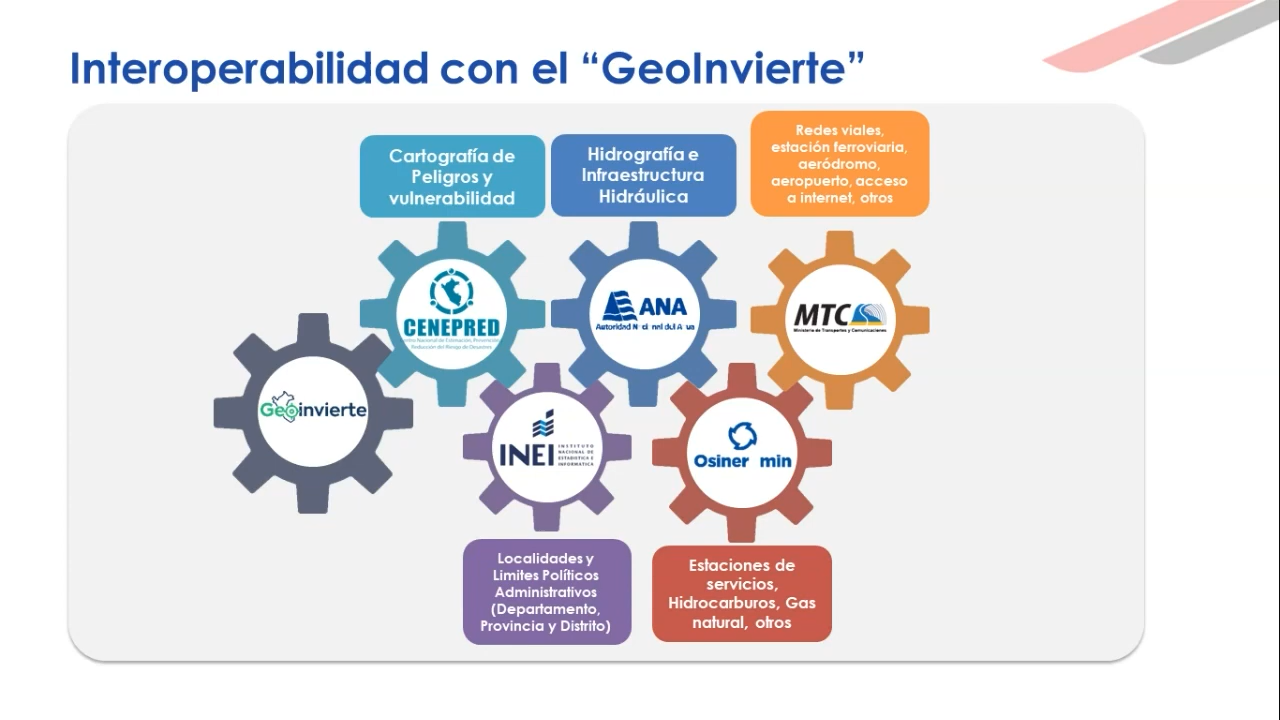 Interoperabilidad con el “GeoInvierte”
Cartografía de
Peligros y
vulnerabilidad
Hidrografía e
Infraestructura
Hidráulica
Redes viales,
estación ferroviaria,
aeródromo,
aeropuerto, acceso
a internet, otros
CENEPRED
ANA
MTC
Ministerio de Transportes y Comunicaciones
Geoinvierte
INEI
INSTITUTO
NACIONAL DE
ESTADÍSTICA E
INFORMÁTICA
Osiner min
Localidades y
Limites Políticos
Administrativos
(Departamento,
Provincia y Distrito)
Estaciones de
servicios,
Hidrocarburos, Gas
natural, otros